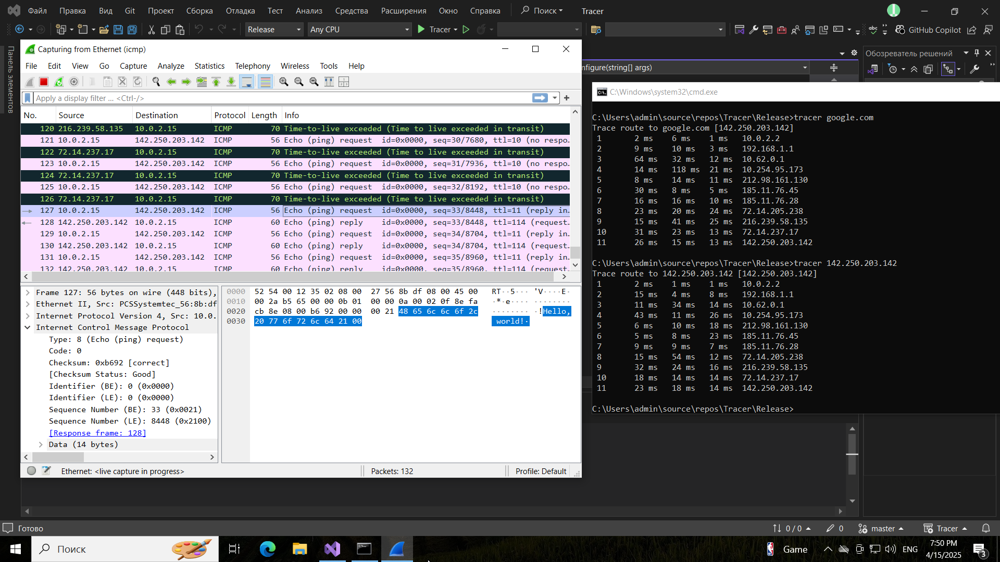 Файл Правка Вид Git Проект Сборка Отладка Тест Анализ Средства Расширения Окно Справка Поиск Tracer
Release Any CPU Tracer GitHub Copilot
Панель элементов
Capturing from Ethernet (icmp)
File Edit View Go Capture Analyze Statistics Telephony Wireless Tools Help
Apply a display filter ... <Ctrl-/>
No. Source Destination Protocol Length Info
120 216.239.58.135 10.0.2.15 ICMP 70 Time-to-live exceeded (Time to live exceeded in transit)
121 10.0.2.15 142.250.203.142 ICMP 56 Echo (ping) request id=0x0000, seq=30/7680, ttl=10 (no respo…
122 72.14.237.17 10.0.2.15 ICMP 70 Time-to-live exceeded (Time to live exceeded in transit)
123 10.0.2.15 142.250.203.142 ICMP 56 Echo (ping) request id=0x0000, seq=31/7936, ttl=10 (no respo…
124 72.14.237.17 10.0.2.15 ICMP 70 Time-to-live exceeded (Time to live exceeded in transit)
125 10.0.2.15 142.250.203.142 ICMP 56 Echo (ping) request id=0x0000, seq=32/8192, ttl=10 (no respo…
126 72.14.237.17 10.0.2.15 ICMP 70 Time-to-live exceeded (Time to live exceeded in transit)
127 10.0.2.15 142.250.203.142 ICMP 56 Echo (ping) request id=0x0000, seq=33/8448, ttl=11 (reply in…
128 142.250.203.142 10.0.2.15 ICMP 60 Echo (ping) reply id=0x0000, seq=33/8448, ttl=114 (request…
129 10.0.2.15 142.250.203.142 ICMP 56 Echo (ping) request id=0x0000, seq=34/8704, ttl=11 (reply in…
130 142.250.203.142 10.0.2.15 ICMP 60 Echo (ping) reply id=0x0000, seq=34/8704, ttl=114 (request…
131 10.0.2.15 142.250.203.142 ICMP 56 Echo (ping) request id=0x0000, seq=35/8960, ttl=11 (reply in…
132 142.250.203.142 10.0.2.15 ICMP 60 Echo (ping) reply id=0x0000, seq=35/8960, ttl=114 (request…
Frame 127: 56 bytes on wire (448 bits),
Ethernet II, Src: PCSSystemtec_56:8b:df
Internet Protocol Version 4, Src: 10.0.
Internet Control Message Protocol
Type: 8 (Echo (ping) request)
Code: 0
Checksum: 0xb692 [correct]
[Checksum Status: Good]
Identifier (BE): 0 (0x0000)
Identifier (LE): 0 (0x0000)
Sequence Number (BE): 33 (0x0021)
Sequence Number (LE): 8448 (0x2100)
[Response frame: 128]
Data (14 bytes)
0000 52 54 00 12 35 02 08 00 27 56 8b df 08 00 45 00 RT··5··· 'V····E·
0010 00 2a b5 65 00 00 0b 01 00 00 0a 00 02 0f 8e fa ·*·e···· ········
0020 cb 8e 08 00 b6 92 00 00 00 21 48 65 6c 6c 6f 2c ········ ·!Hello,
0030 20 77 6f 72 6c 64 21 00 world!·
Ethernet: <live capture in progress> Packets: 132 Profile: Default
nfigure(string[] args)
Обозреватель решений
C:\Windows\system32\cmd.exe
C:\Users\admin\source\repos\Tracer\Release>tracer google.com
Trace route to google.com [142.250.203.142]
1 2 ms 6 ms 1 ms 10.0.2.2
2 9 ms 10 ms 3 ms 192.168.1.1
3 64 ms 32 ms 12 ms 10.62.0.1
4 14 ms 118 ms 21 ms 10.254.95.173
5 8 ms 14 ms 11 ms 212.98.161.130
6 30 ms 8 ms 5 ms 185.11.76.45
7 16 ms 16 ms 10 ms 185.11.76.28
8 23 ms 20 ms 24 ms 72.14.205.238
9 15 ms 41 ms 25 ms 216.239.58.135
10 31 ms 23 ms 13 ms 72.14.237.17
11 26 ms 15 ms 13 ms 142.250.203.142
C:\Users\admin\source\repos\Tracer\Release>tracer 142.250.203.142
Trace route to 142.250.203.142 [142.250.203.142]
1 2 ms 1 ms 1 ms 10.0.2.2
2 15 ms 4 ms 8 ms 192.168.1.1
3 11 ms 34 ms 14 ms 10.62.0.1
4 43 ms 11 ms 26 ms 10.254.95.173
5 6 ms 10 ms 18 ms 212.98.161.130
6 5 ms 8 ms 23 ms 185.11.76.45
7 9 ms 9 ms 7 ms 185.11.76.28
8 15 ms 54 ms 12 ms 72.14.205.238
9 32 ms 24 ms 16 ms 216.239.58.135
10 18 ms 14 ms 14 ms 72.14.237.17
11 23 ms 18 ms 14 ms 142.250.203.142
C:\Users\admin\source\repos\Tracer\Release>
Готово 0 / 0 0 master Tracer
Поиск Game ENG 7:50 PM
4/15/2025 3